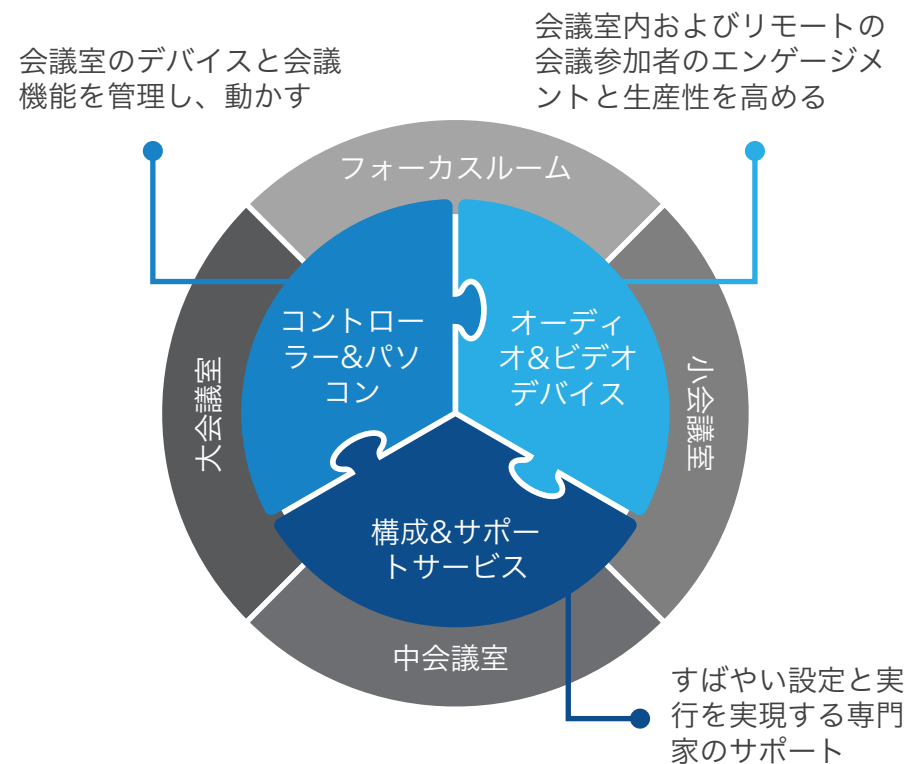 会議室のデバイスと会議
機能を管理し、動かす
会議室内およびリモートの
会議参加者のエンゲージメ
ントと生産性を高める
フォーカスルーム
コントロー
ラー&パソ
コン
オーディ
オ&ビデオ
デバイス
大会議室
小会議室
構成&サポー
トサービス
中会議室
すばやい設定と実
行を実現する専門
家のサポート